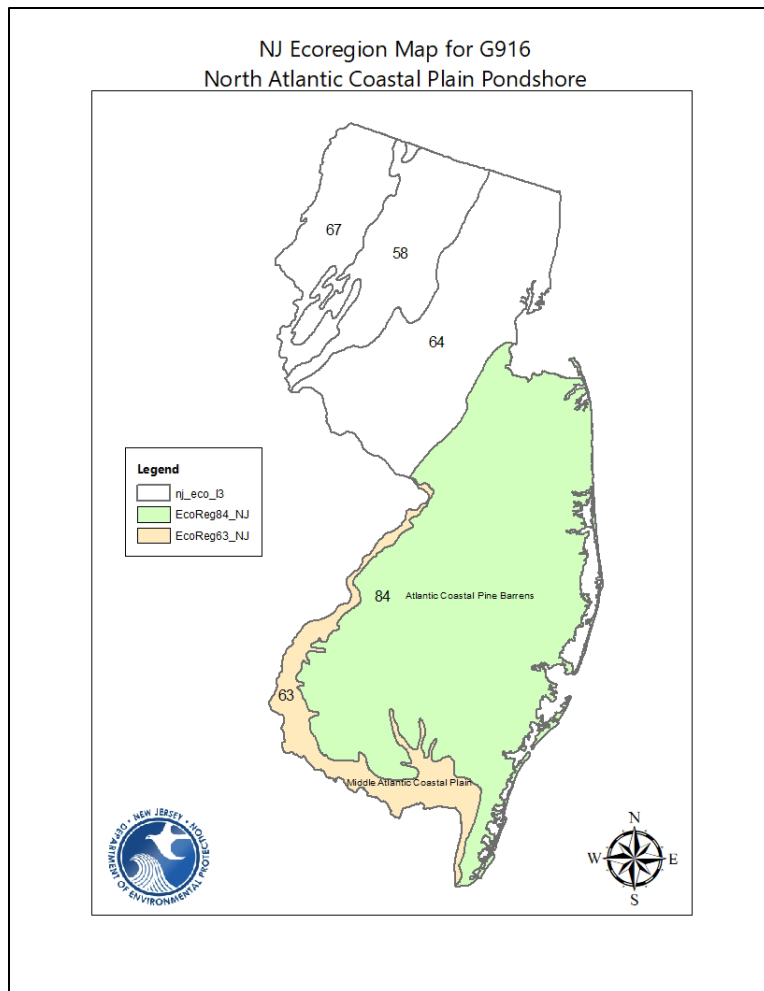 NJ Ecoregion Map for G916
North Atlantic Coastal Plain Pondshore
67
58
64
Legend
nj_eco_l3
EcoReg84_NJ
EcoReg63_NJ
84
Atlantic Coastal Pine Barrens
63
Middle Atlantic Coastal Plain
• NEW JERSEY •
DEPARTMENT OF ENVIRONMENTAL PROTECTION
N
W E
S